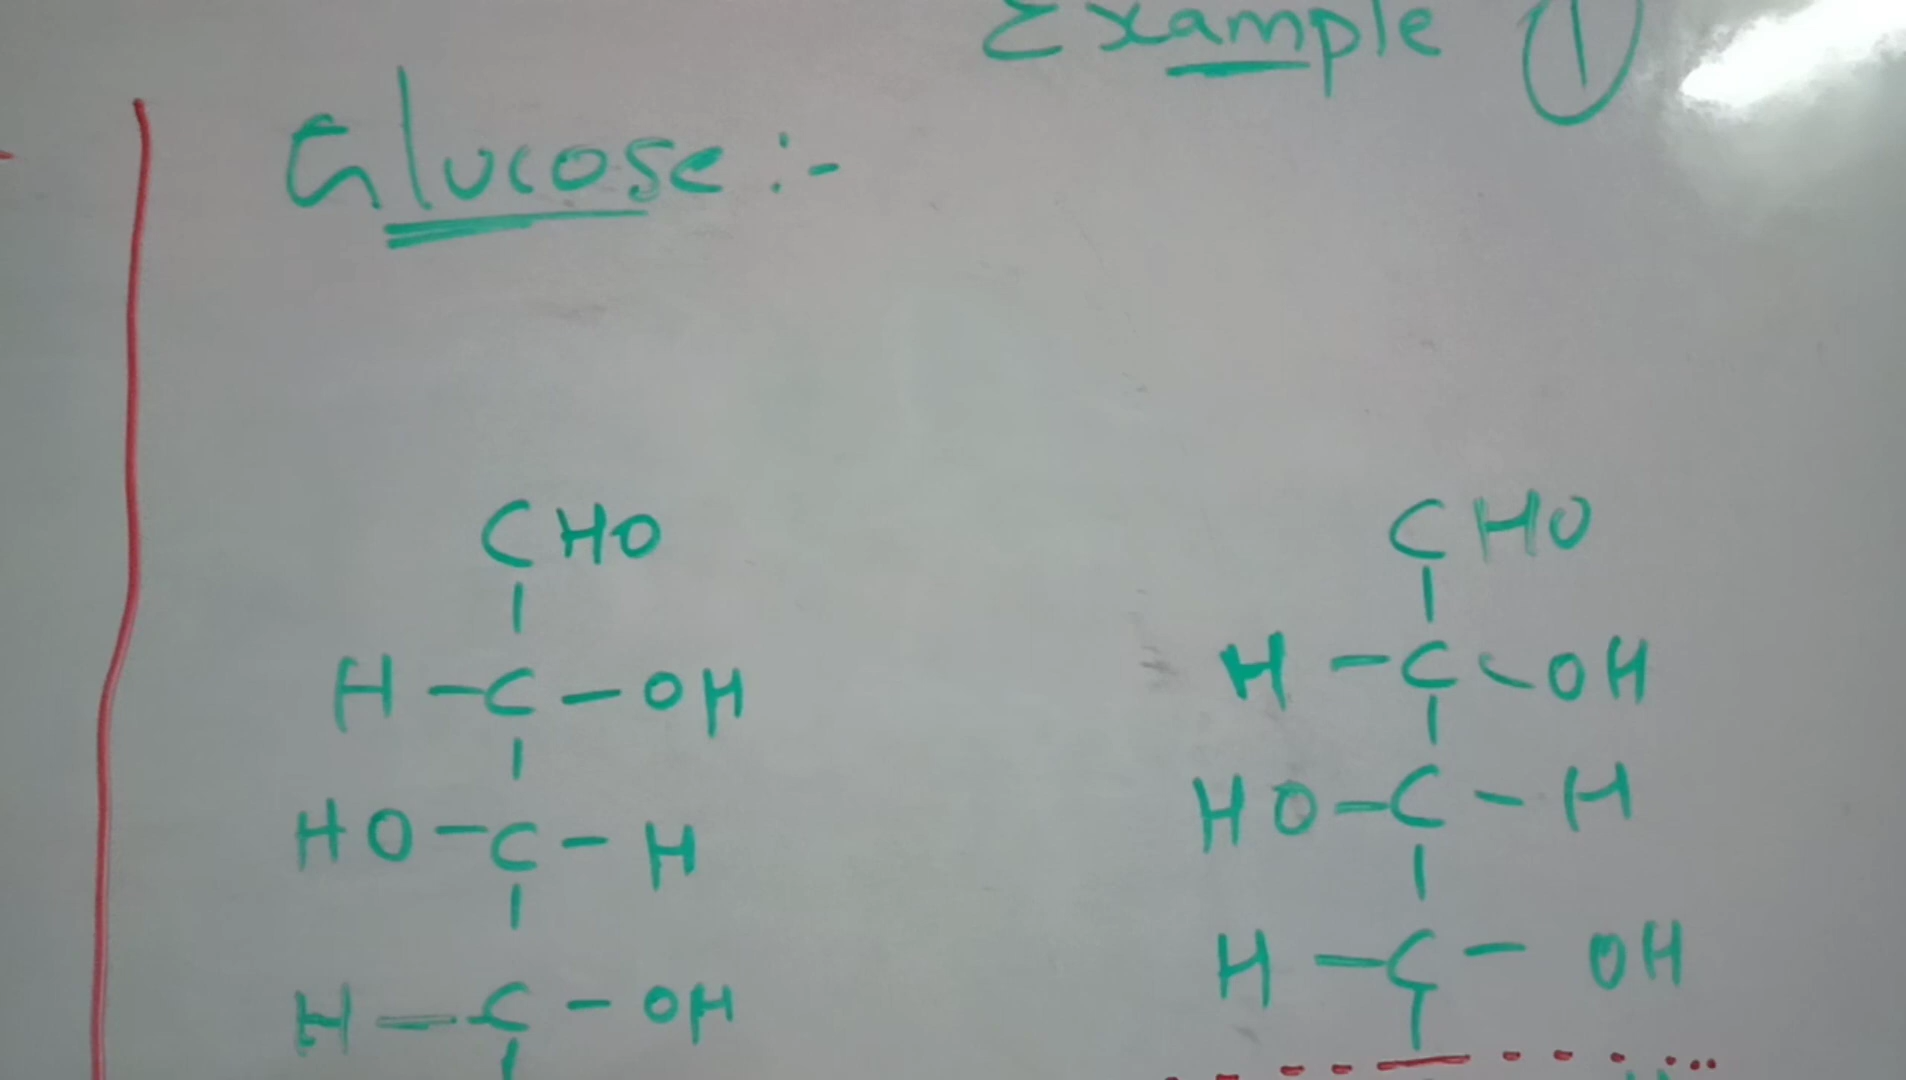 Example ①
Glucose :-
CHO CHO
H - C - OH H - C - OH
HO - C - H HO - C - H
H - C - OH H - C - OH